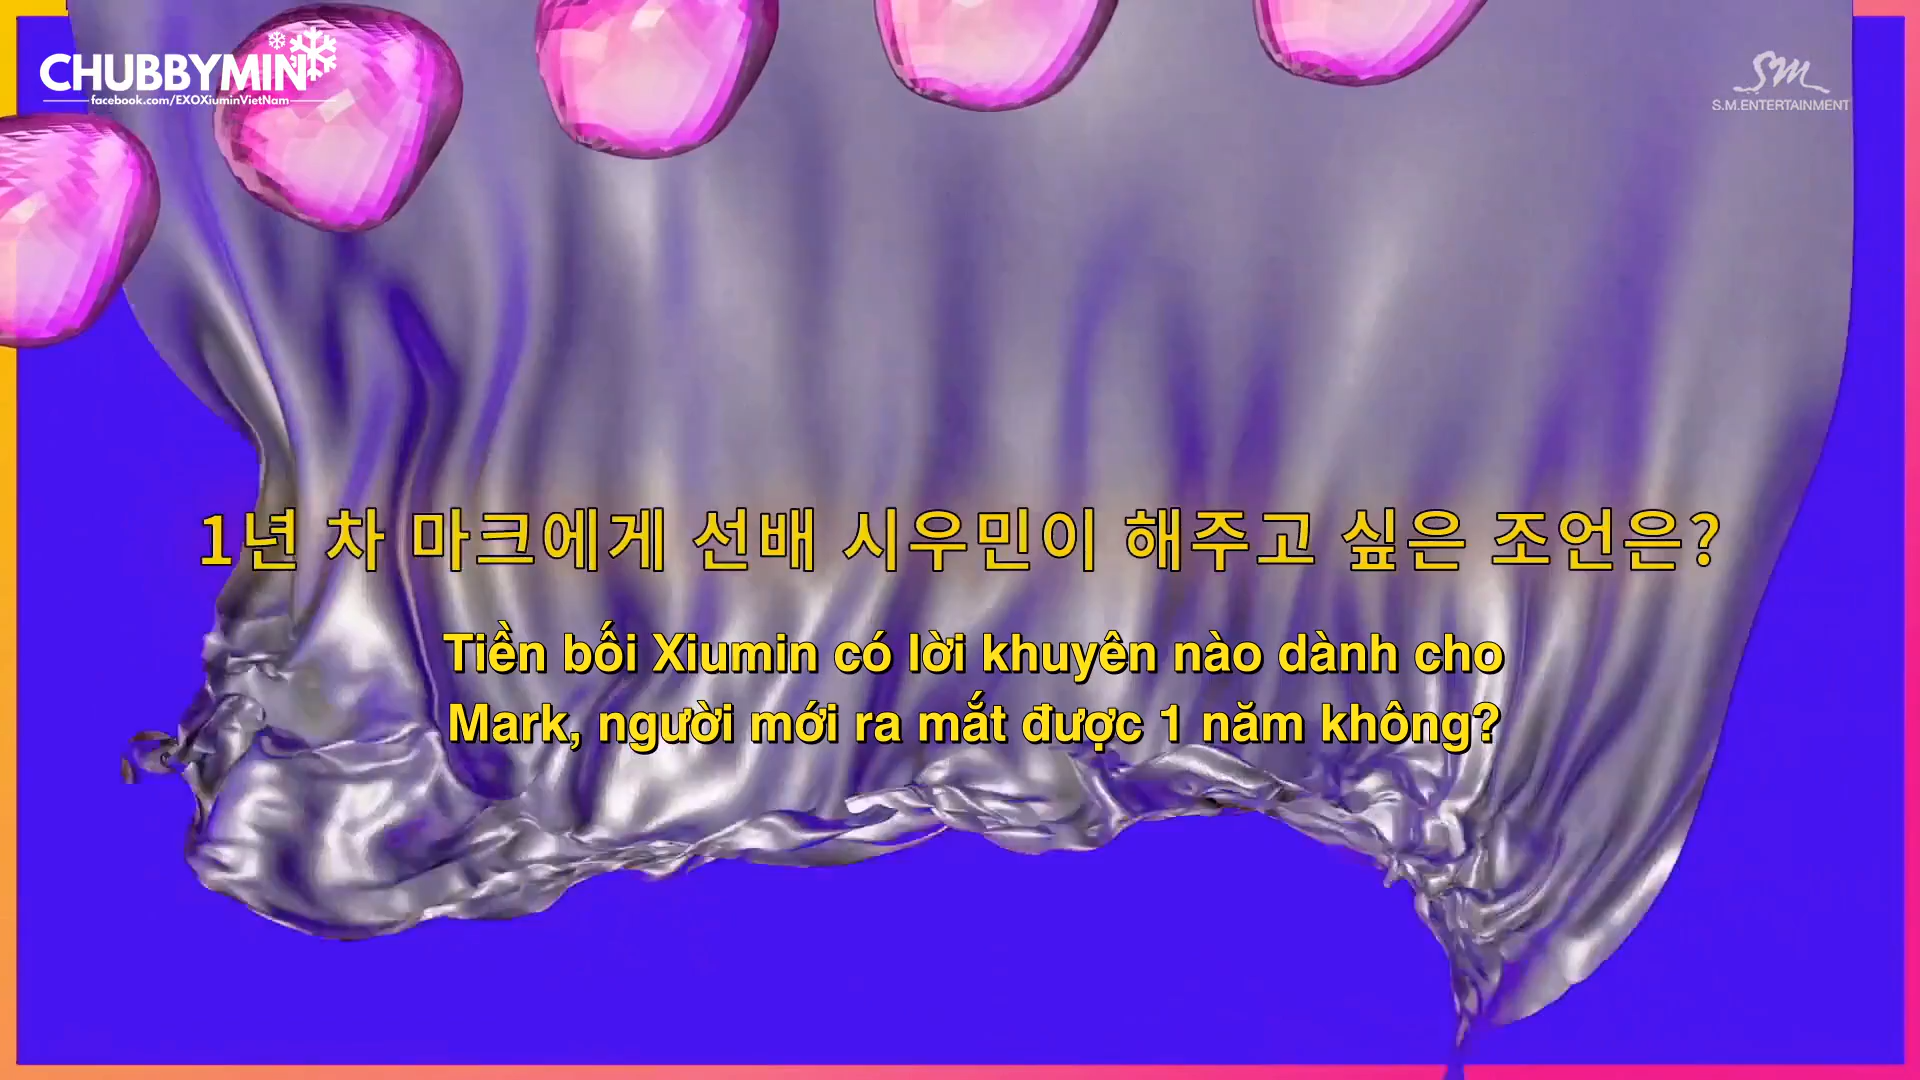 CHUBBYMIN
facebook.com/EXOXiuminVietNam
SM
S.M.ENTERTAINMENT
1년 차 마크에게 선배 시우민이 해주고 싶은 조언은?
Tiền bối Xiumin có lời khuyên nào dành cho
Mark, người mới ra mắt được 1 năm không?